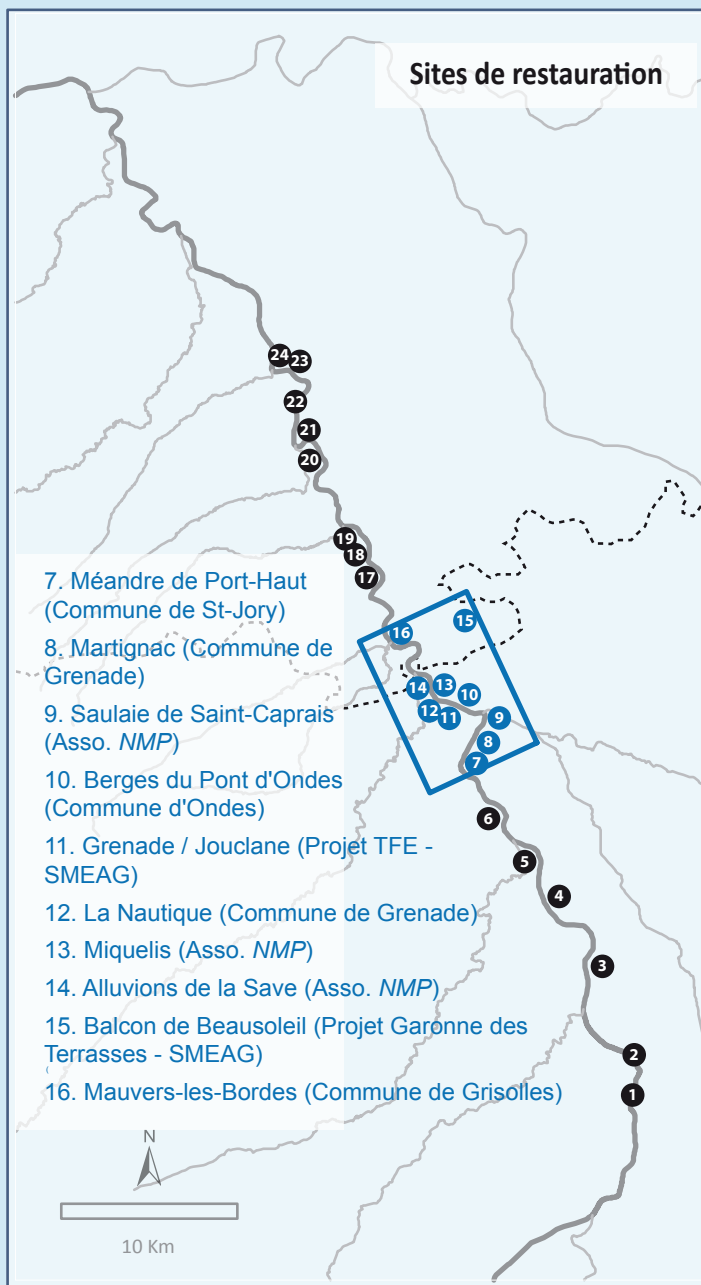 Sites de restauration
24
23
22
21
20
19
18
17
16
15
14
13
10
12
11
9
8
7
6
5
4
3
2
1
7. Méandre de Port-Haut
(Commune de St-Jory)
8. Martignac (Commune de
Grenade)
9. Saulaie de Saint-Caprais
(Asso. NMP)
10. Berges du Pont d'Ondes
(Commune d'Ondes)
11. Grenade / Jouclane (Projet TFE -
SMEAG)
12. La Nautique (Commune de Grenade)
13. Miquelis (Asso. NMP)
14. Alluvions de la Save (Asso. NMP)
15. Balcon de Beausoleil (Projet Garonne des
Terrasses - SMEAG)
16. Mauvers-les-Bordes (Commune de Grisolles)
N
10 Km